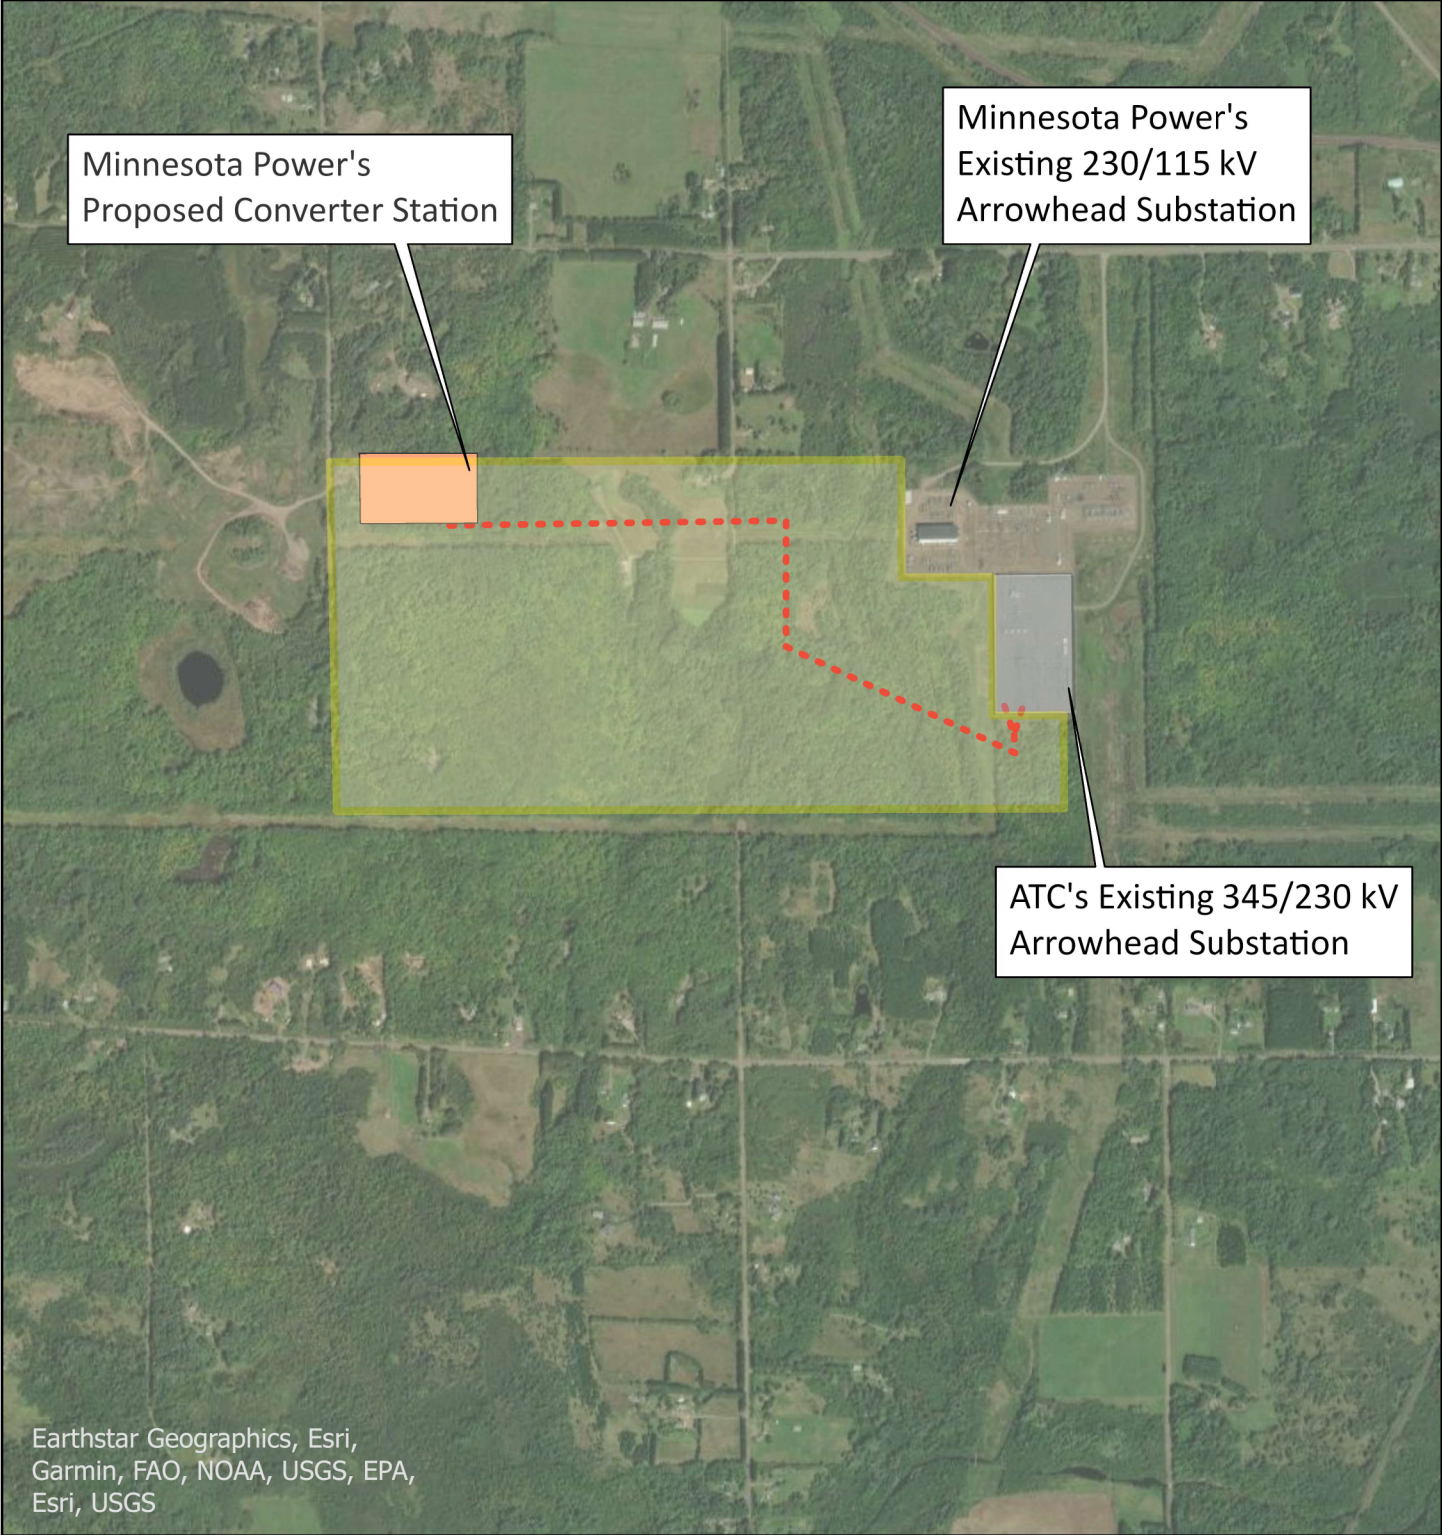 Minnesota Power's
Proposed Converter Station
Minnesota Power's
Existing 230/115 kV
Arrowhead Substation
ATC's Existing 345/230 kV
Arrowhead Substation
Earthstar Geographics, Esri,
Garmin, FAO, NOAA, USGS, EPA,
Esri, USGS